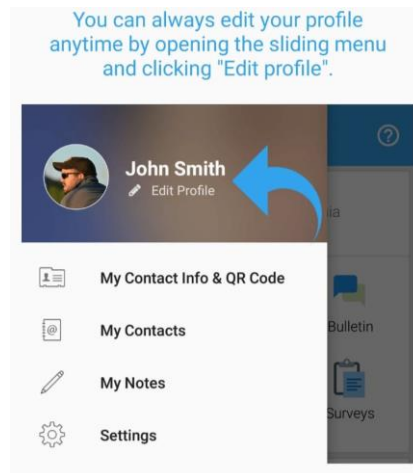 You can always edit your profile
anytime by opening the sliding menu
and clicking "Edit profile".
John Smith
Edit Profile
ia
My Contact Info & QR Code
My Contacts
Bulletin
My Notes
Surveys
Settings